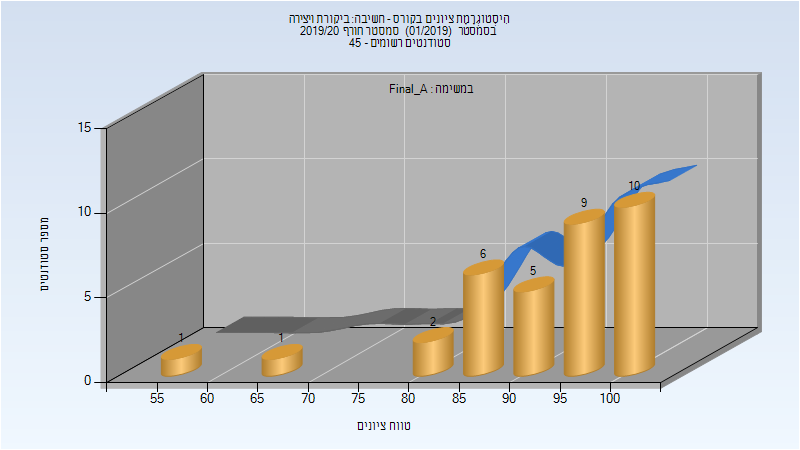 היסטוגרמת ציונים בקורס - חשיבה: ביקורת ויצירה
בסמסטר (01/2019) סמסטר חורף 2019/20
סטודנטים רשומים - 45
במשימה : Final_A
מספר סטודנטים
15
10
5
0
1
1
2
6
5
9
10
55 60 65 70 75 80 85 90 95 100
טווח ציונים